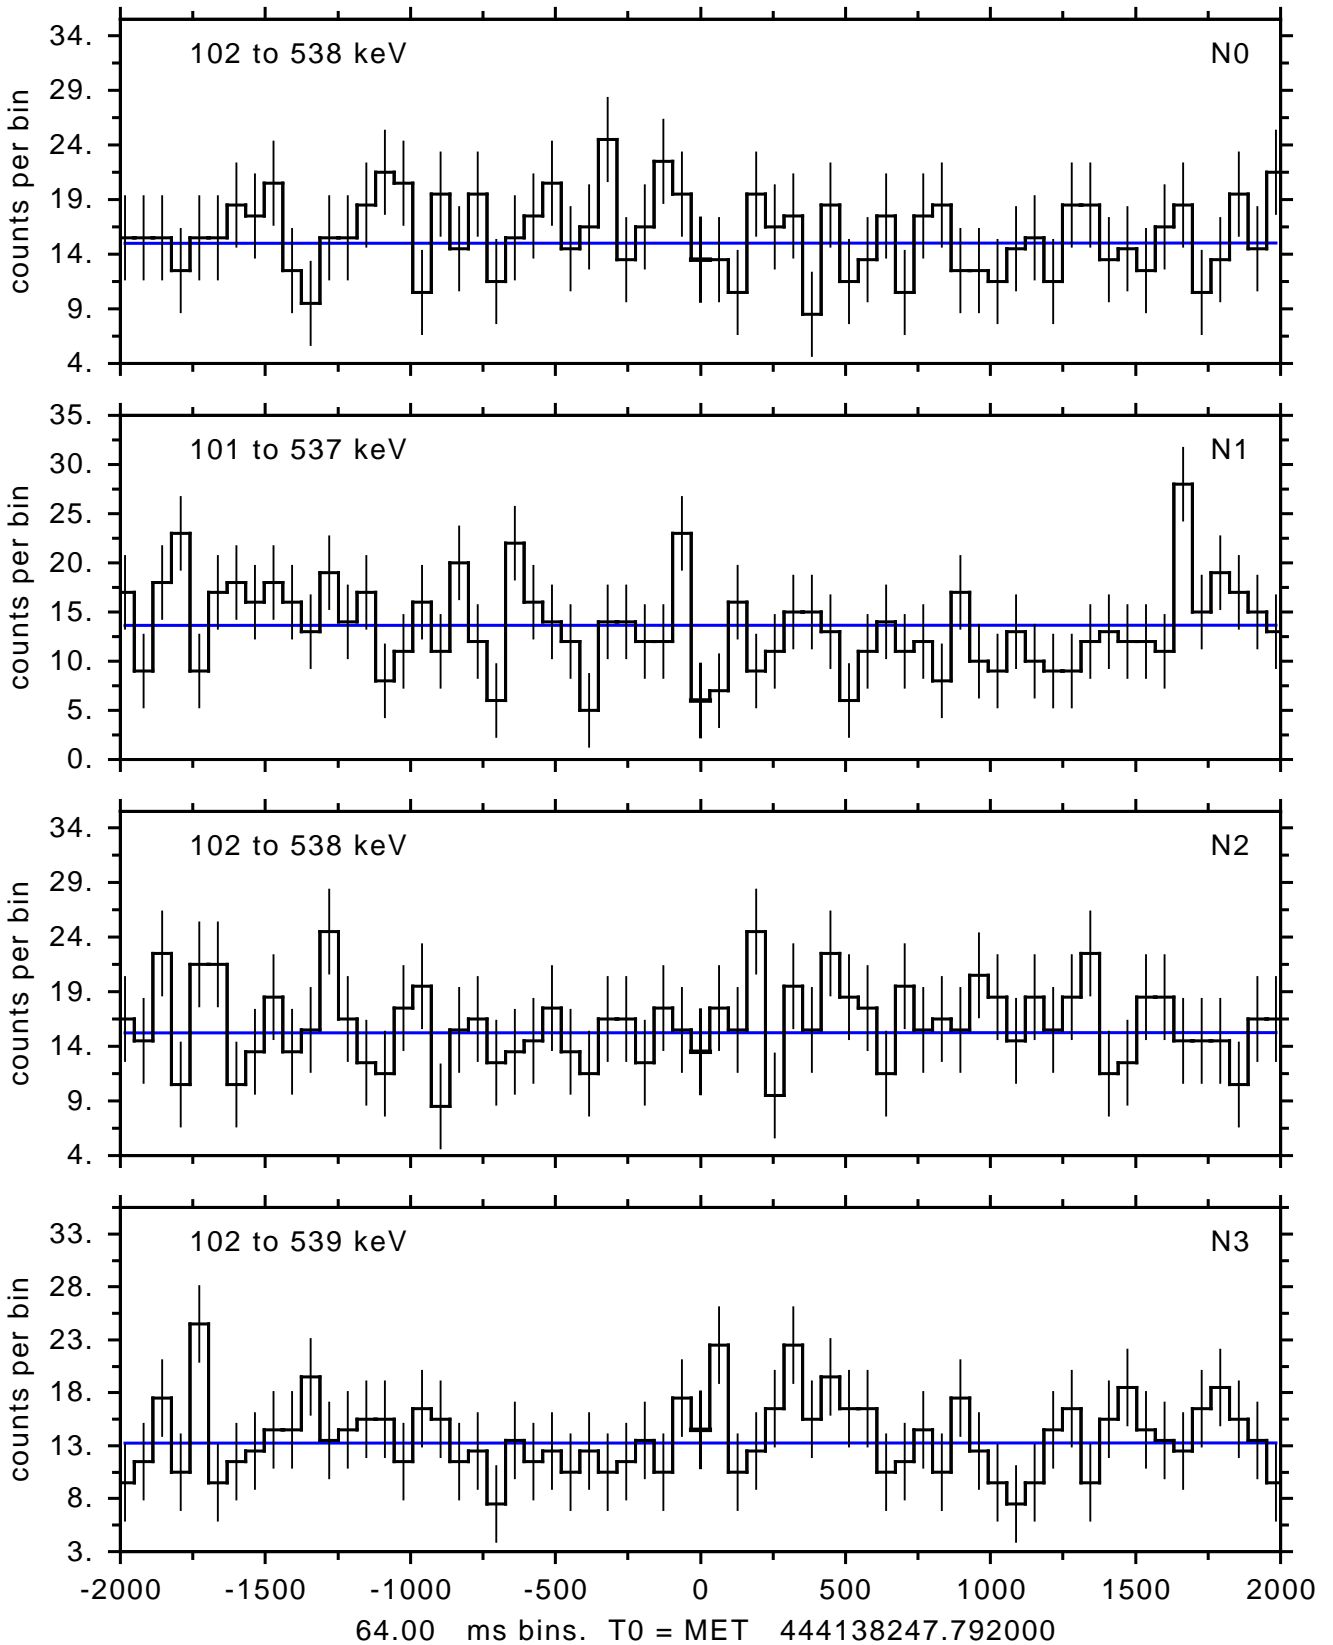 34.
102 to 538 keV
N0
29.
24.
19.
14.
9.
4.
counts per bin
35.
101 to 537 keV
N1
30.
25.
20.
15.
10.
5.
0.
counts per bin
34.
102 to 538 keV
N2
29.
24.
19.
14.
9.
4.
counts per bin
33.
102 to 539 keV
N3
28.
23.
18.
13.
8.
3.
counts per bin
-2000 -1500 -1000 -500 0 500 1000 1500 2000
64.00 ms bins. T0 = MET 444138247.792000